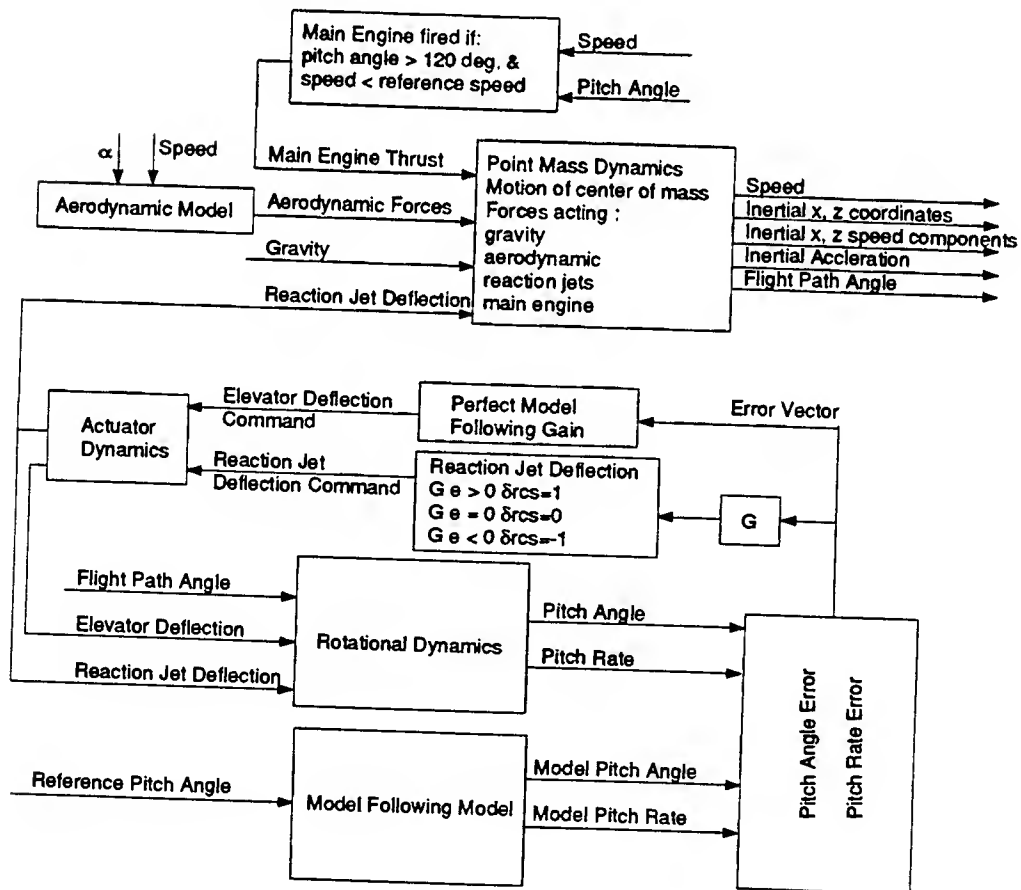 Main Engine fired if:
pitch angle > 120 deg. &
speed < reference speed
Speed
Pitch Angle
α
Speed
Aerodynamic Model
Main Engine Thrust
Aerodynamic Forces
Gravity
Reaction Jet Deflection
Point Mass Dynamics
Motion of center of mass
Forces acting :
gravity
aerodynamic
reaction jets
main engine
Speed
Inertial x, z coordinates
Inertial x, z speed components
Inertial Accleration
Flight Path Angle
Actuator
Dynamics
Elevator Deflection
Command
Perfect Model
Following Gain
Error Vector
Reaction Jet
Deflection Command
Reaction Jet Deflection
G e > 0 δrcs=1
G e = 0 δrcs=0
G e < 0 δrcs=-1
G
Flight Path Angle
Elevator Deflection
Reaction Jet Deflection
Rotational Dynamics
Pitch Angle
Pitch Rate
Reference Pitch Angle
Model Following Model
Model Pitch Angle
Model Pitch Rate
Pitch Angle Error
Pitch Rate Error